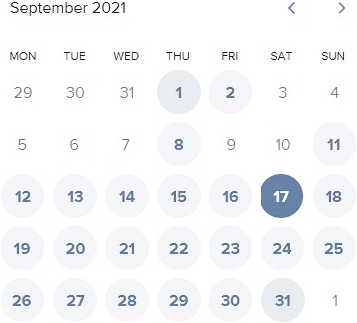 September 2021
MON TUE WED THU FRI SAT SUN
29 30 31 1 2 3 4
5 6 7 8 9 10 11
12 13 14 15 16 17 18
19 20 21 22 23 24 25
26 27 28 29 30 31 1